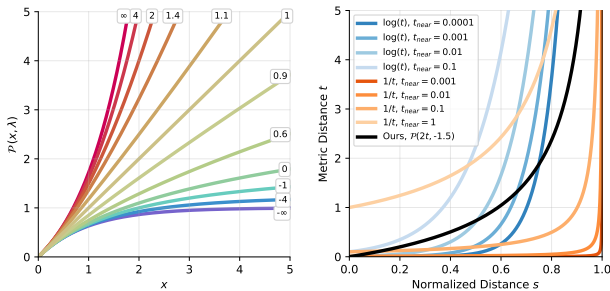 ∞ 4 2 1.4 1.1 1
0.9
0.6
0
-1
-4
-∞
5
4
3
2
1
0
0 1 2 3 4 5
P(x, λ)
x
5
4
3
2
1
0
0.0 0.2 0.4 0.6 0.8 1.0
Metric Distance t
Normalized Distance s
log(t), t_near = 0.0001
log(t), t_near = 0.001
log(t), t_near = 0.01
log(t), t_near = 0.1
1/t, t_near = 0.001
1/t, t_near = 0.01
1/t, t_near = 0.1
1/t, t_near = 1
Ours, P(2t, -1.5)